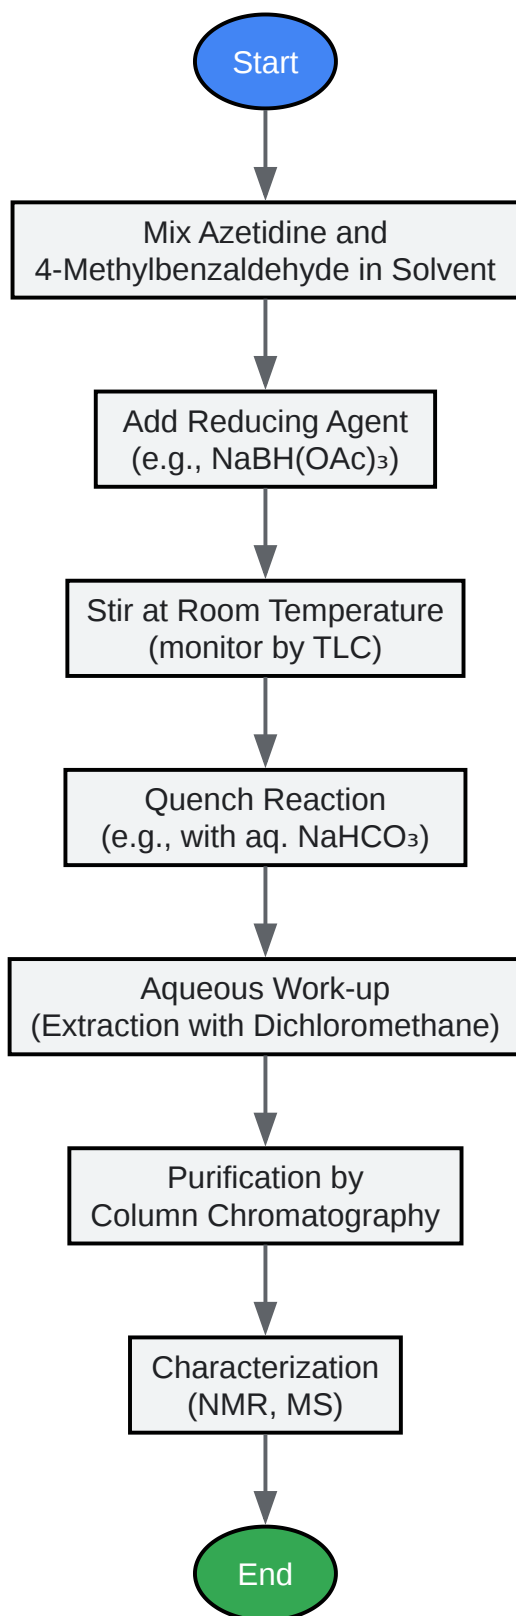 Start
Mix Azetidine and
4-Methylbenzaldehyde in Solvent
Add Reducing Agent
(e.g., NaBH(OAc)₃)
Stir at Room Temperature
(monitor by TLC)
Quench Reaction
(e.g., with aq. NaHCO₃)
Aqueous Work-up
(Extraction with Dichloromethane)
Purification by
Column Chromatography
Characterization
(NMR, MS)
End